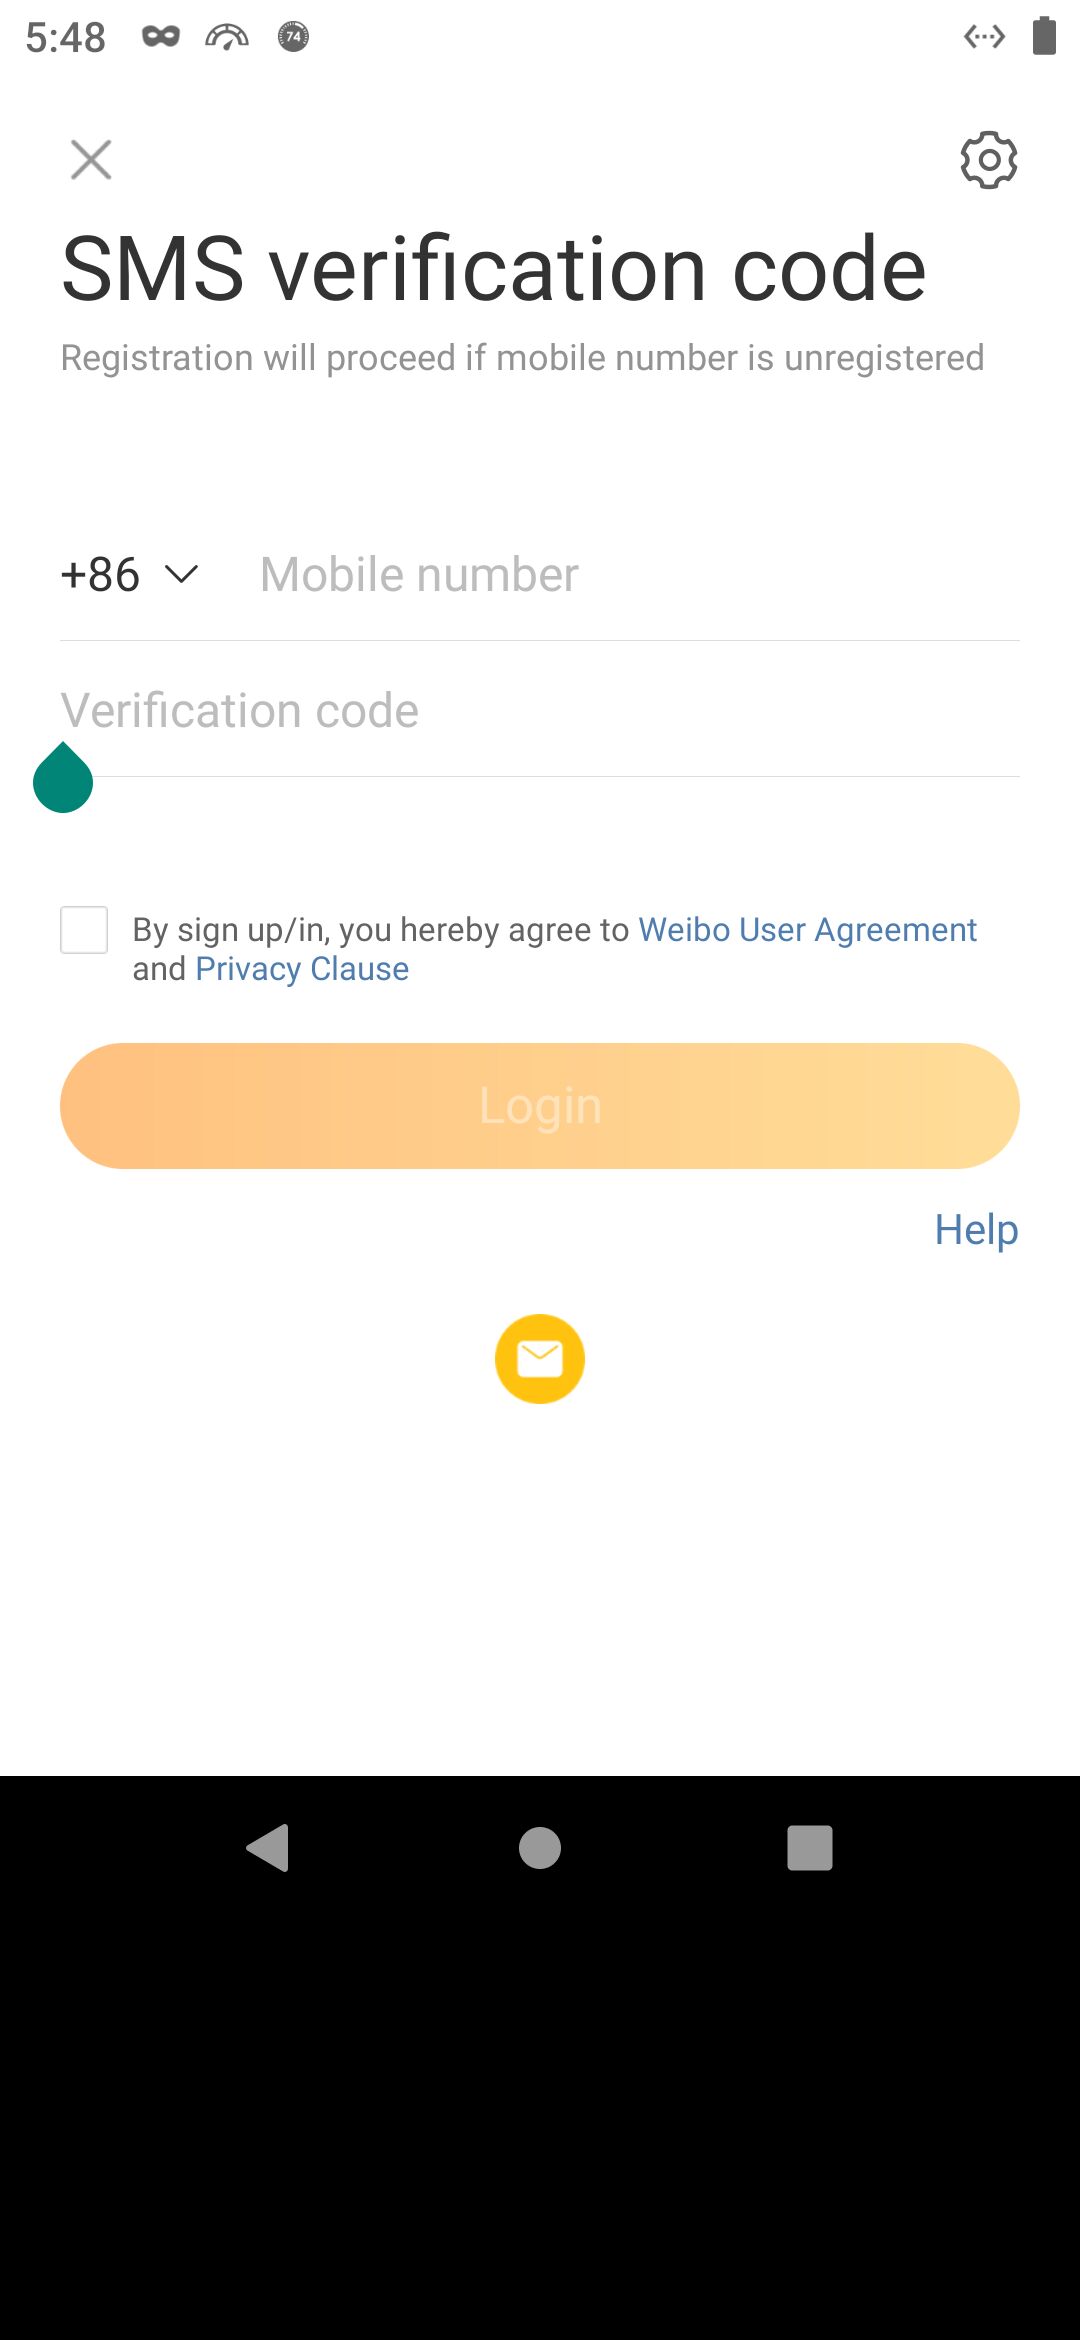 5:48
74
SMS verification code
Registration will proceed if mobile number is unregistered
+86 Mobile number
Verification code
By sign up/in, you hereby agree to Weibo User Agreement
and Privacy Clause
Login
Help